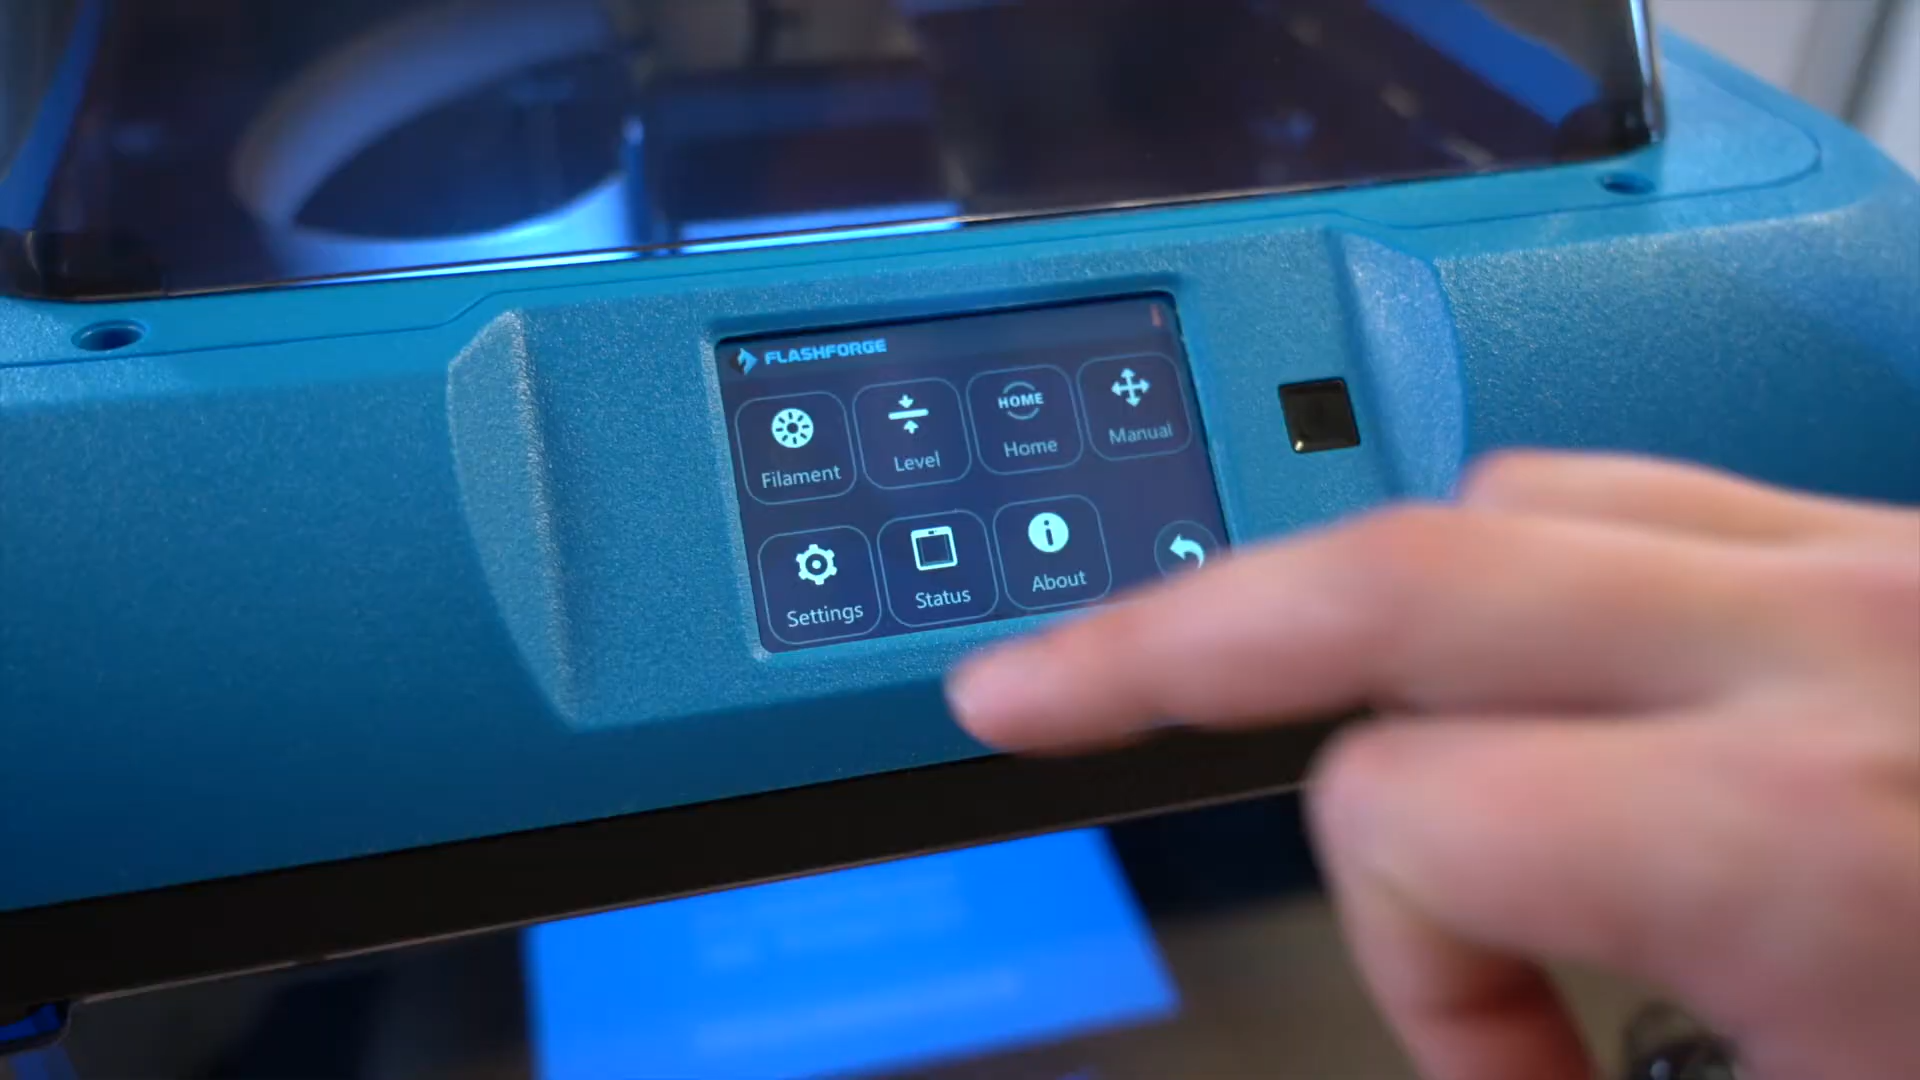 FLASHFORGE
HOME
Filament
Level
Home
Manual
Settings
Status
About